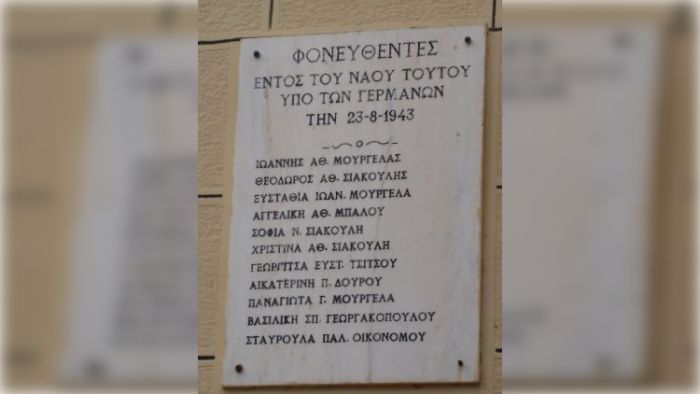 ΦΟΝΕΥΘΕΝΤΕΣ
ΕΝΤΟΣ ΤΟΥ ΝΑΟΥ ΤΟΥΤΟΥ
ΥΠΟ ΤΩΝ ΓΕΡΜΑΝΩΝ
ΤΗΝ 23-8-1943
ΙΩΑΝΝΗΣ ΑΘ. ΜΟΥΡΓΕΛΑΣ
ΘΕΟΔΩΡΟΣ ΑΘ. ΣΙΑΚΟΥΛΗΣ
ΕΥΣΤΑΘΙΑ ΙΩΑΝ. ΜΟΥΡΓΕΛΑ
ΑΓΓΕΛΙΚΗ ΑΘ. ΜΠΑΛΟΥ
ΣΟΦΙΑ Ν. ΣΙΑΚΟΥΛΗ
ΧΡΙΣΤΙΝΑ ΑΘ. ΣΙΑΚΟΥΛΗ
ΓΕΩΡΓΙΤΣΑ ΕΥΣΤ. ΤΣΙΤΣΟΥ
ΑΙΚΑΤΕΡΙΝΗ Π. ΔΟΥΡΟΥ
ΠΑΝΑΓΙΩΤΑ Γ. ΜΟΥΡΓΕΛΑ
ΒΑΣΙΛΙΚΗ ΣΠ. ΓΕΩΡΓΑΚΟΠΟΥΛΟΥ
ΣΤΑΥΡΟΥΛΑ ΠΑΛ. ΟΙΚΟΝΟΜΟΥ